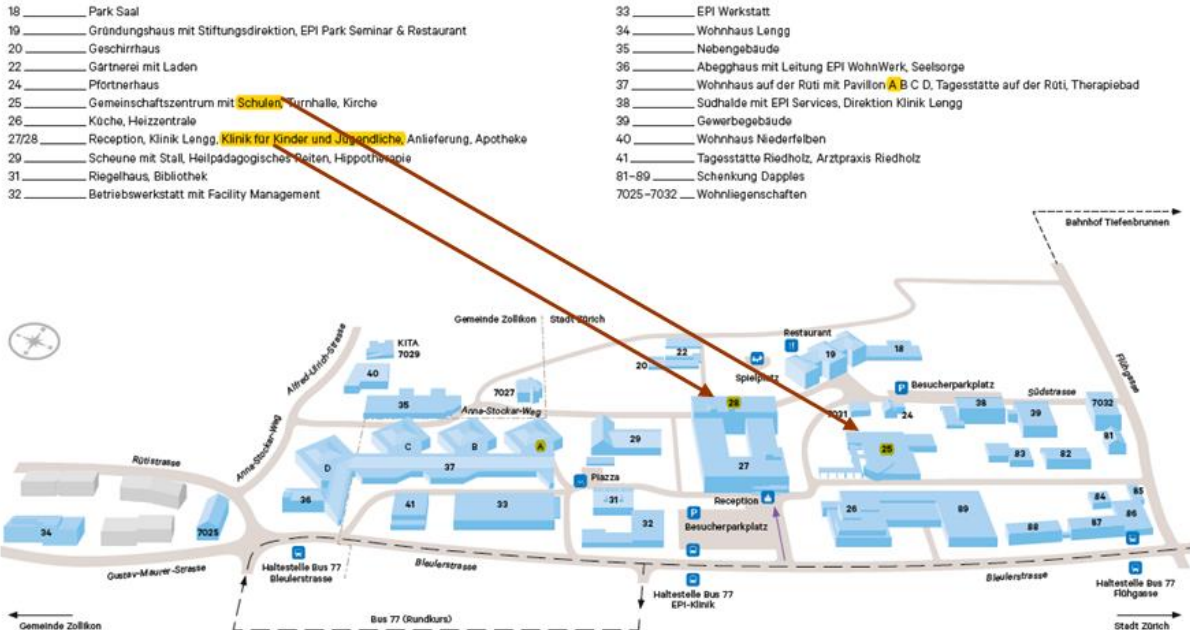 18 Park Saal
19 Gründungshaus mit Stiftungsdirektion, EPI Park Seminar & Restaurant
20 Geschirrhaus
22 Gärtnerei mit Laden
24 Pförtnerhaus
25 Gemeinschaftszentrum mit Schulen, Turnhalle, Kirche
26 Küche, Heizzentrale
27/28 Reception, Klinik Lengg, Klinik für Kinder und Jugendliche, Anlieferung, Apotheke
29 Scheune mit Stall, Heilpädagogisches Reiten, Hippotherapie
31 Riegelhaus, Bibliothek
32 Betriebswerkstatt mit Facility Management
33 EPI Werkstatt
34 Wohnhaus Lengg
35 Nebengebäude
36 Abegghaus mit Leitung EPI WohnWerk, Seelsorge
37 Wohnhaus auf der Rüti mit Pavillon A B C D, Tagesstätte auf der Rüti, Therapiebad
38 Südhalde mit EPI Services, Direktion Klinik Lengg
39 Gewerbegebäude
40 Wohnhaus Niederfelben
41 Tagesstätte Riedholz, Arztpraxis Riedholz
81–89 Schenkung Dapples
7025–7032 Wohnliegenschaften
Bahnhof Tiefenbrunnen
Gemeinde Zollikon
Stadt Zürich
Restaurant
KITA
7029
22
19
18
20
Spielplatz
Alfred-Ulrich-Strasse
40
Flühgasse
Besucherparkplatz
Südstrasse
7027
35
Anna-Stockar-Weg
28
7031
24
38
39
7032
81
Anna-Stockar-Weg
C
B
A
29
25
83
82
Rütistrasse
D
37
27
Piazza
36
41
33
31
Reception
32
Besucherparkplatz
26
89
84
85
86
88
87
34
7025
Gustav-Maurer-Strasse
Haltestelle Bus 77
Bleulerstrasse
Bleulerstrasse
Haltestelle Bus 77
EPI-Klinik
Bleulerstrasse
Haltestelle Bus 77
Flühgasse
Bus 77 (Rundkurs)
Gemeinde Zollikon
Stadt Zürich